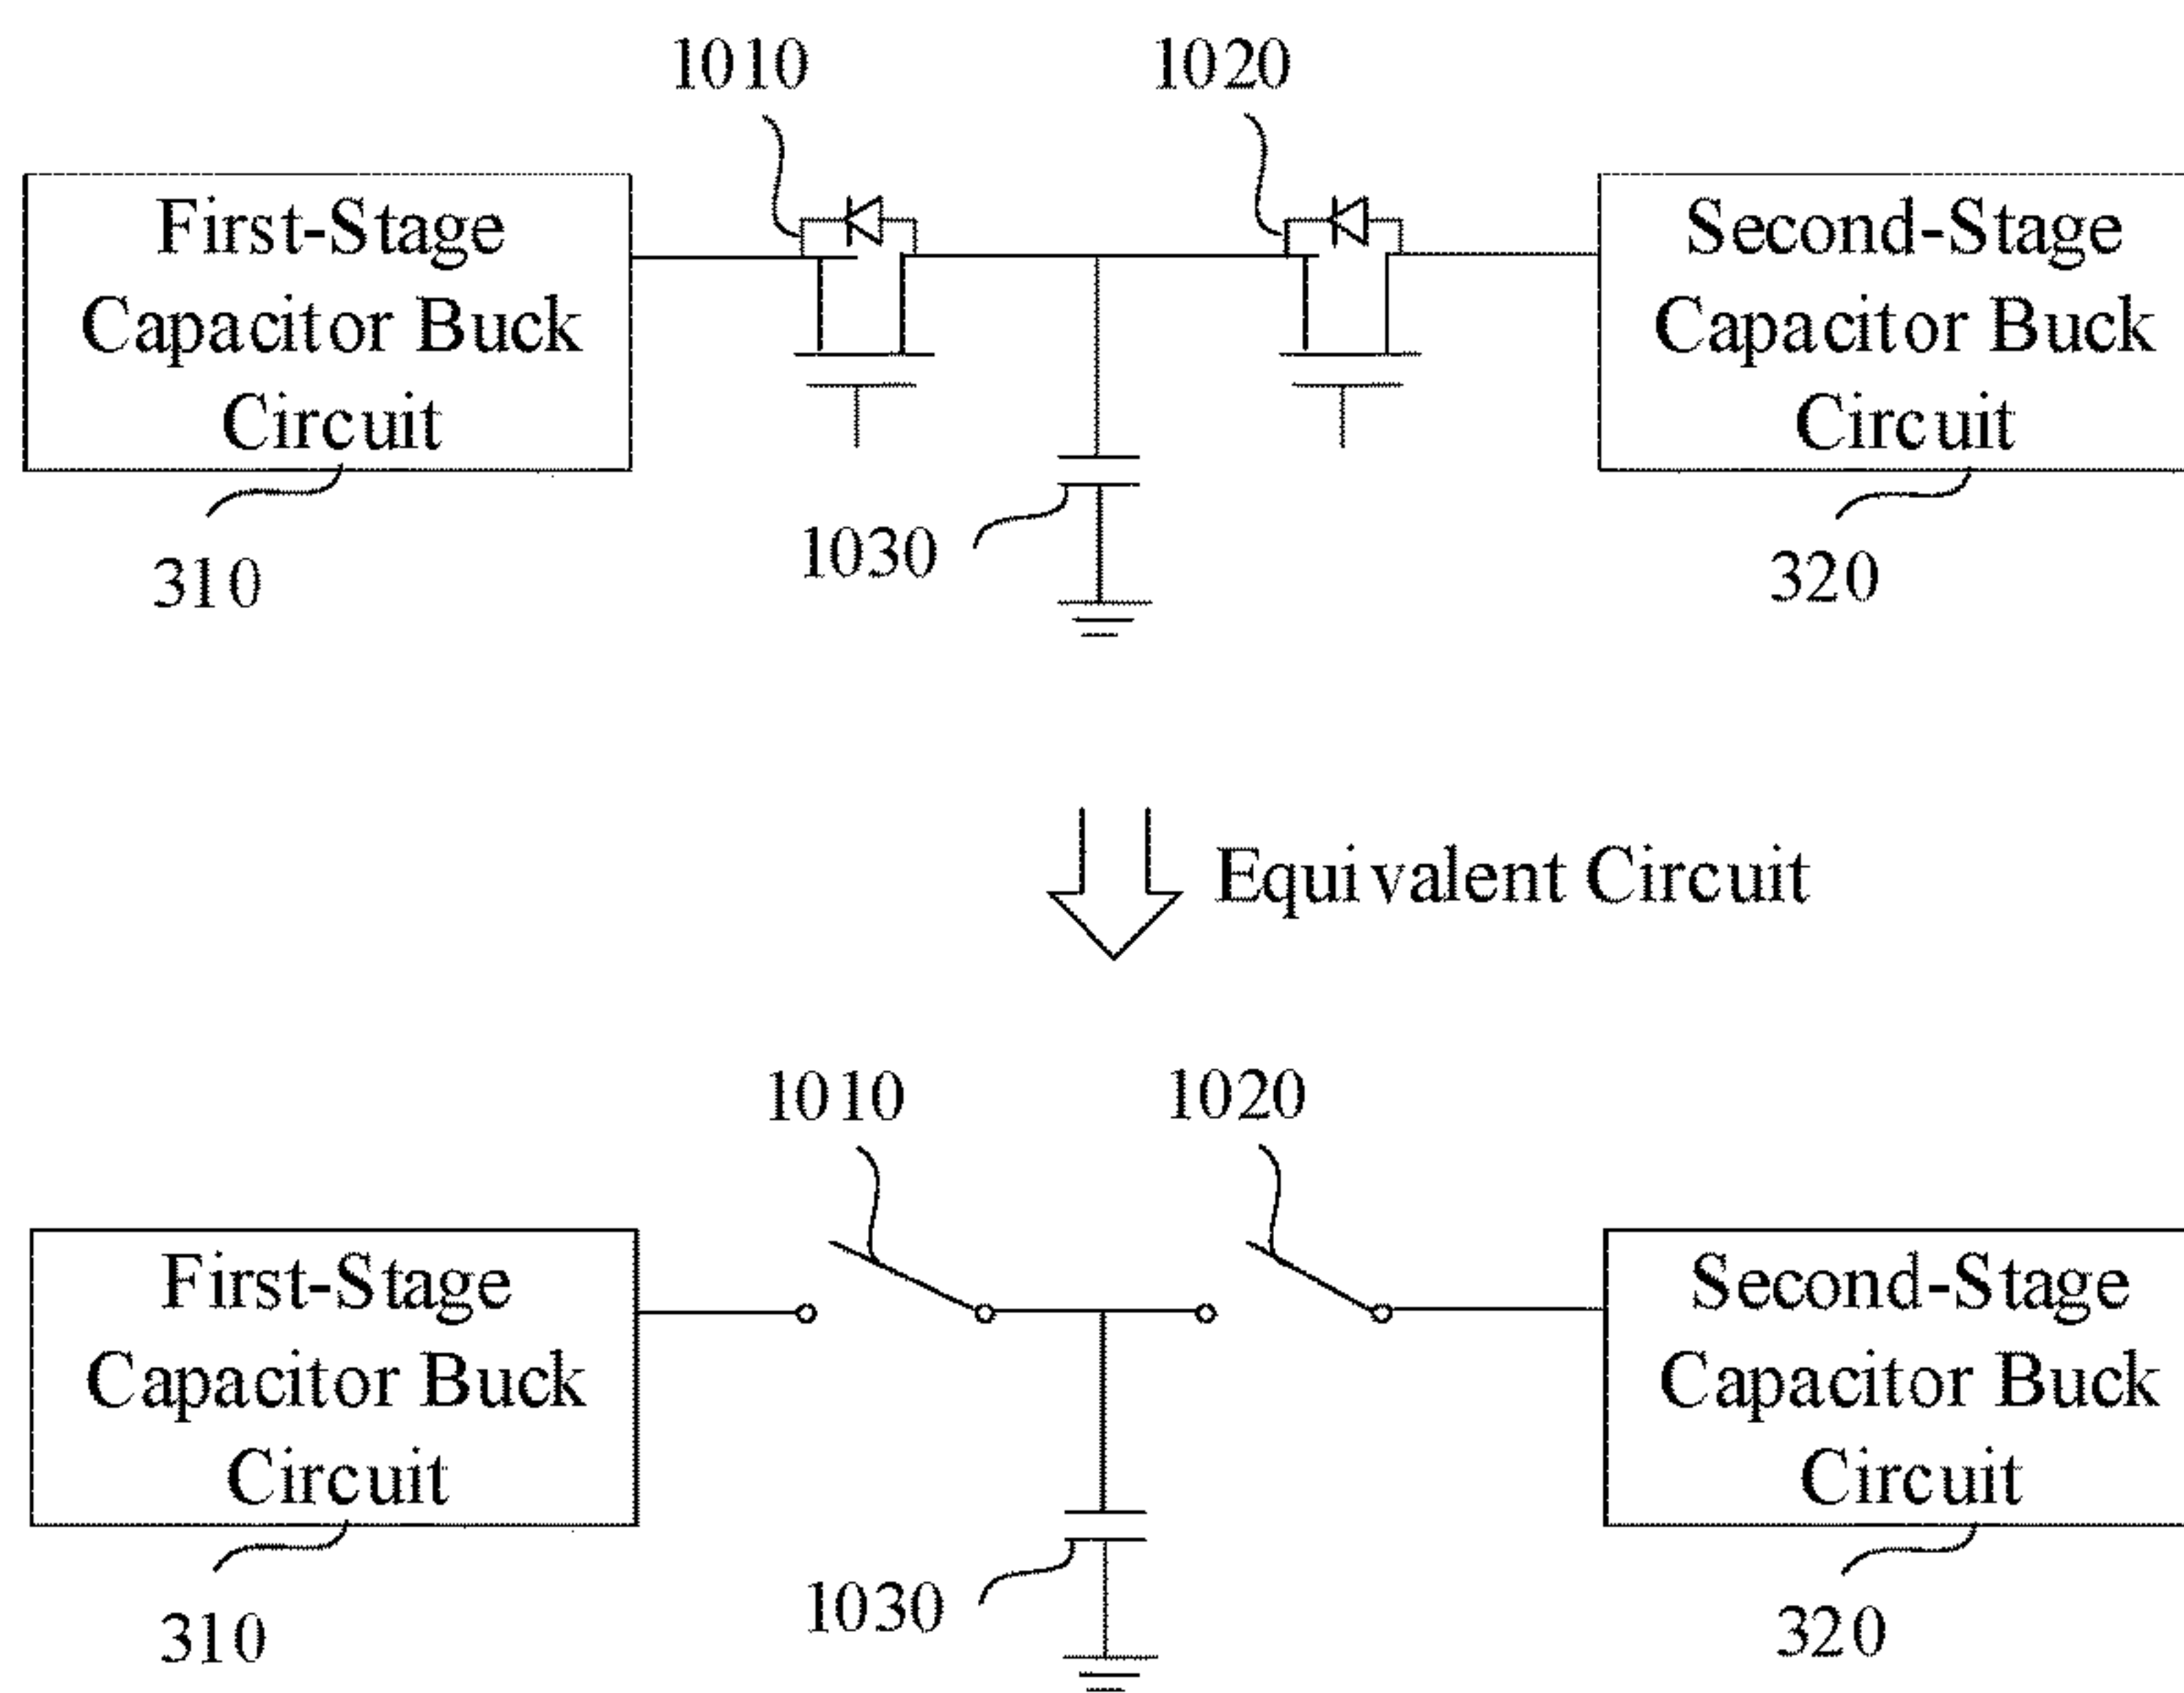 1010
1020
First-Stage
Capacitor Buck
Circuit
Second-Stage
Capacitor Buck
Circuit
1030
310
320
Equivalent Circuit
1010
1020
First-Stage
Capacitor Buck
Circuit
Second-Stage
Capacitor Buck
Circuit
1030
310
320